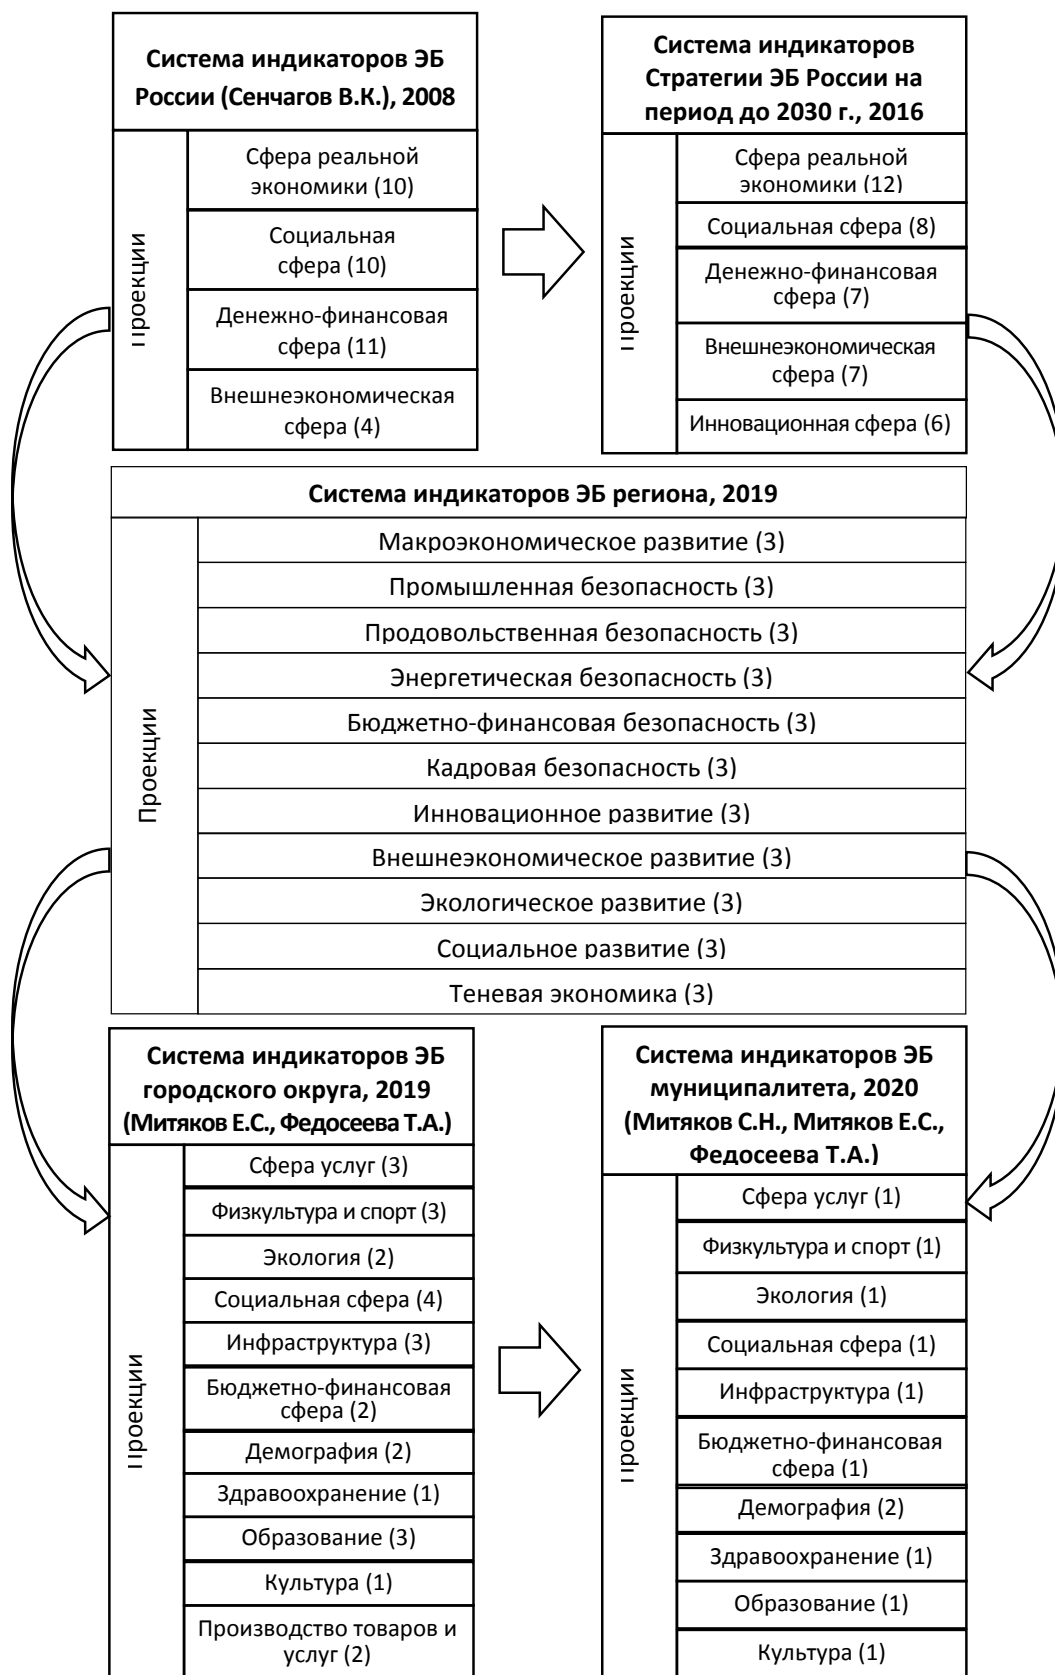 Система индикаторов ЭБ
России (Сенчагов В.К.), 2008
Проекции
Сфера реальной
экономики (10)
Социальная
сфера (10)
Денежно-финансовая
сфера (11)
Внешнеэкономическая
сфера (4)
Система индикаторов
Стратегии ЭБ России на
период до 2030 г., 2016
Проекции
Сфера реальной
экономики (12)
Социальная сфера (8)
Денежно-финансовая
сфера (7)
Внешнеэкономическая
сфера (7)
Инновационная сфера (6)
Система индикаторов ЭБ региона, 2019
Проекции
Макроэкономическое развитие (3)
Промышленная безопасность (3)
Продовольственная безопасность (3)
Энергетическая безопасность (3)
Бюджетно-финансовая безопасность (3)
Кадровая безопасность (3)
Инновационное развитие (3)
Внешнеэкономическое развитие (3)
Экологическое развитие (3)
Социальное развитие (3)
Теневая экономика (3)
Система индикаторов ЭБ
городского округа, 2019
(Митяков Е.С., Федосеева Т.А.)
Проекции
Сфера услуг (3)
Физкультура и спорт (3)
Экология (2)
Социальная сфера (4)
Инфраструктура (3)
Бюджетно-финансовая
сфера (2)
Демография (2)
Здравоохранение (1)
Образование (3)
Культура (1)
Производство товаров и
услуг (2)
Система индикаторов ЭБ
муниципалитета, 2020
(Митяков С.Н., Митяков Е.С.,
Федосеева Т.А.)
Проекции
Сфера услуг (1)
Физкультура и спорт (1)
Экология (1)
Социальная сфера (1)
Инфраструктура (1)
Бюджетно-финансовая
сфера (1)
Демография (2)
Здравоохранение (1)
Образование (1)
Культура (1)